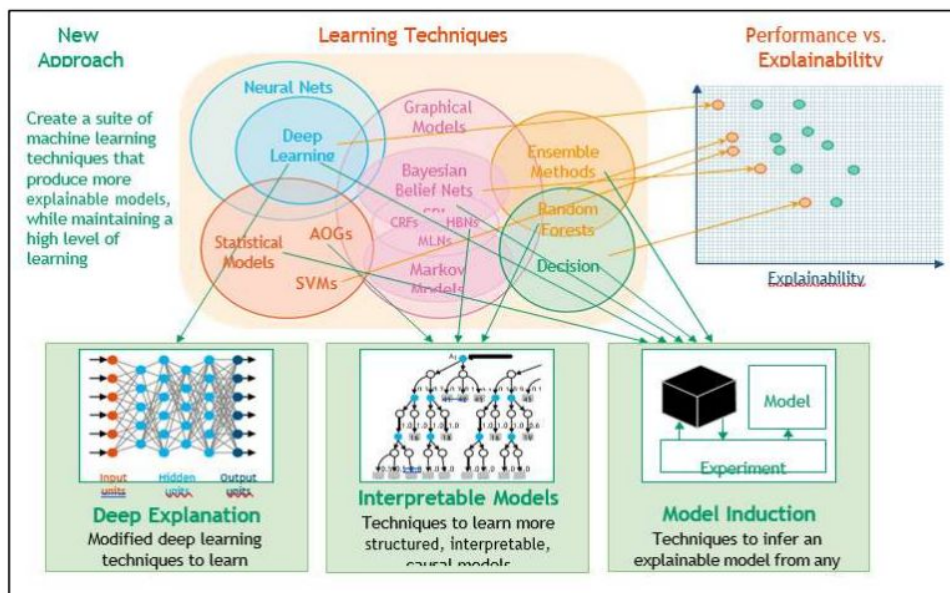 New
Approach
Create a suite of
machine learning
techniques that
produce more
explainable models,
while maintaining a
high level of
learning
Learning Techniques
Neural Nets
Deep
Learning
Graphical
Models
Bayesian
Belief Nets
CRFs HBNs
MLNs
Markov
Models
Statistical
Models
AOGs
SVMs
Ensemble
Methods
Random
Forests
Decision
Performance vs.
Explainability
Explainability
Input
units
Hidden
units
Output
units
Deep Explanation
Modified deep learning
techniques to learn
Interpretable Models
Techniques to learn more
structured, interpretable,
causal models
Model
Experiment
Model Induction
Techniques to infer an
explainable model from any